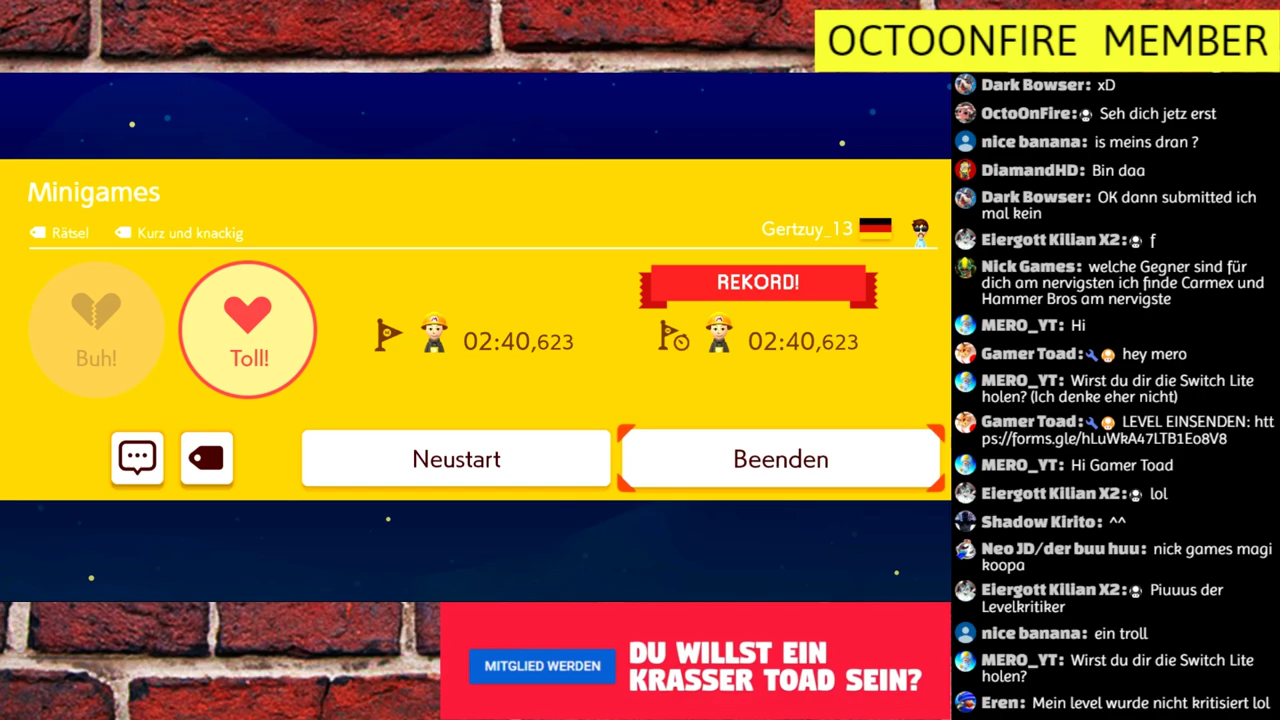 OCTOONFIRE MEMBER
Minigames
Rätsel
Kurz und knackig
Gertzuy_13
Buh!
Toll!
02:40,623
REKORD!
02:40,623
Neustart
Beenden
MITGLIED WERDEN
DU WILLST EIN
KRASSER TOAD SEIN?
Dark Bowser: xD
OctoOnFire: Seh dich jetz erst
nice banana: is meins dran ?
DiamandHD: Bin daa
Dark Bowser: OK dann submitted ich
mal kein
Eiergott Kilian X2: f
Nick Games: welche Gegner sind für
dich am nervigsten ich finde Carmex und
Hammer Bros am nervigste
MERO_YT: Hi
Gamer Toad: hey mero
MERO_YT: Wirst du dir die Switch Lite
holen? (Ich denke eher nicht)
Gamer Toad: LEVEL EINSENDEN: htt
ps://forms.gle/hLuWkA47LTB1Eo8V8
MERO_YT: Hi Gamer Toad
Eiergott Kilian X2: lol
Shadow Kirito: ^^
Neo JD/der buu huu: nick games magi
koopa
Eiergott Kilian X2: Piuuus der
Levelkritiker
nice banana: ein troll
MERO_YT: Wirst du dir die Switch Lite
holen?
Eren: Mein level wurde nicht kritisiert lol